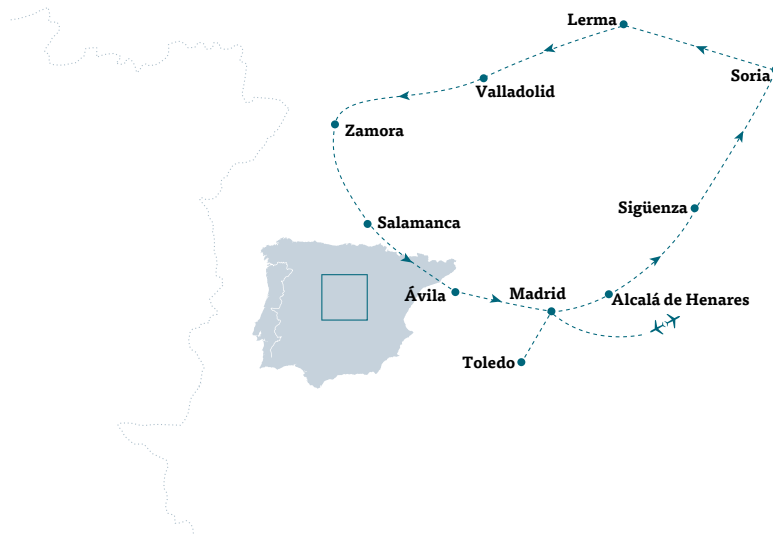 Lerma
Soria
Valladolid
Zamora
Sigüenza
Salamanca
Ávila
Madrid
Alcalá de Henares
Toledo